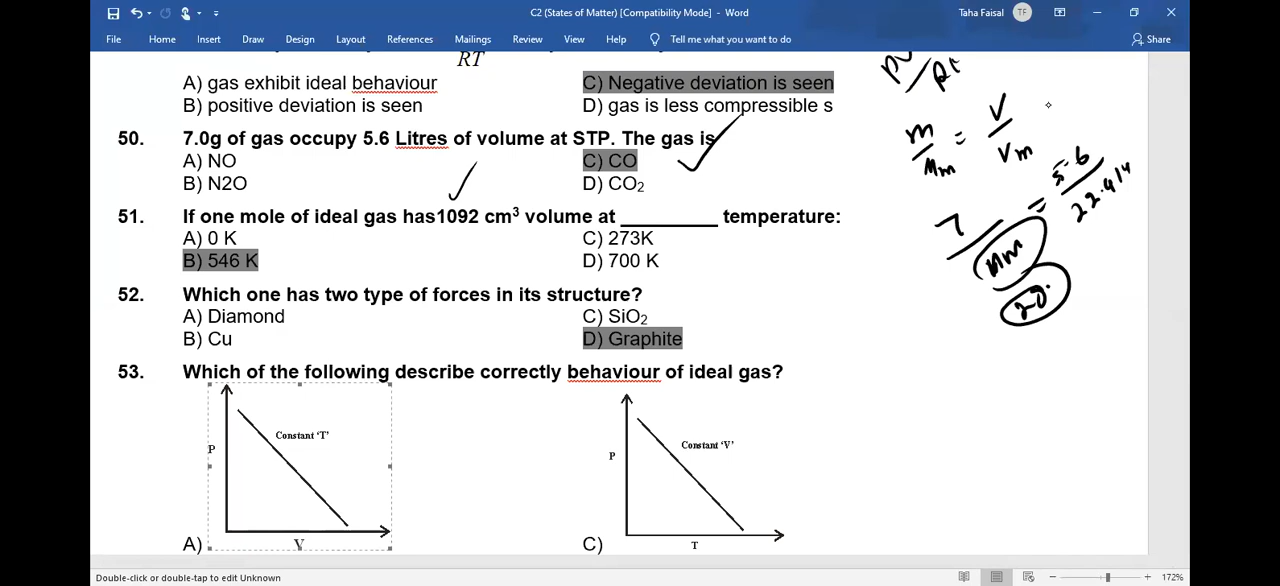 C2 (States of Matter) [Compatibility Mode] - Word
Taha Faisal TF
File Home Insert Draw Design Layout References Mailings Review View Help Tell me what you want to do Share
RT
A) gas exhibit ideal behaviour C) Negative deviation is seen
B) positive deviation is seen D) gas is less compressible s
50. 7.0g of gas occupy 5.6 Litres of volume at STP. The gas is
A) NO C) CO
B) N2O D) CO₂
51. If one mole of ideal gas has1092 cm³ volume at ________ temperature:
A) 0 K C) 273K
B) 546 K D) 700 K
52. Which one has two type of forces in its structure?
A) Diamond C) SiO₂
B) Cu D) Graphite
53. Which of the following describe correctly behaviour of ideal gas?
P
Constant 'T'
V
A)
P
Constant 'V'
T
C)
m/Mm = V/Vm
7/Mm = 5.6/22.414
28.
Double-click or double-tap to edit Unknown
172%